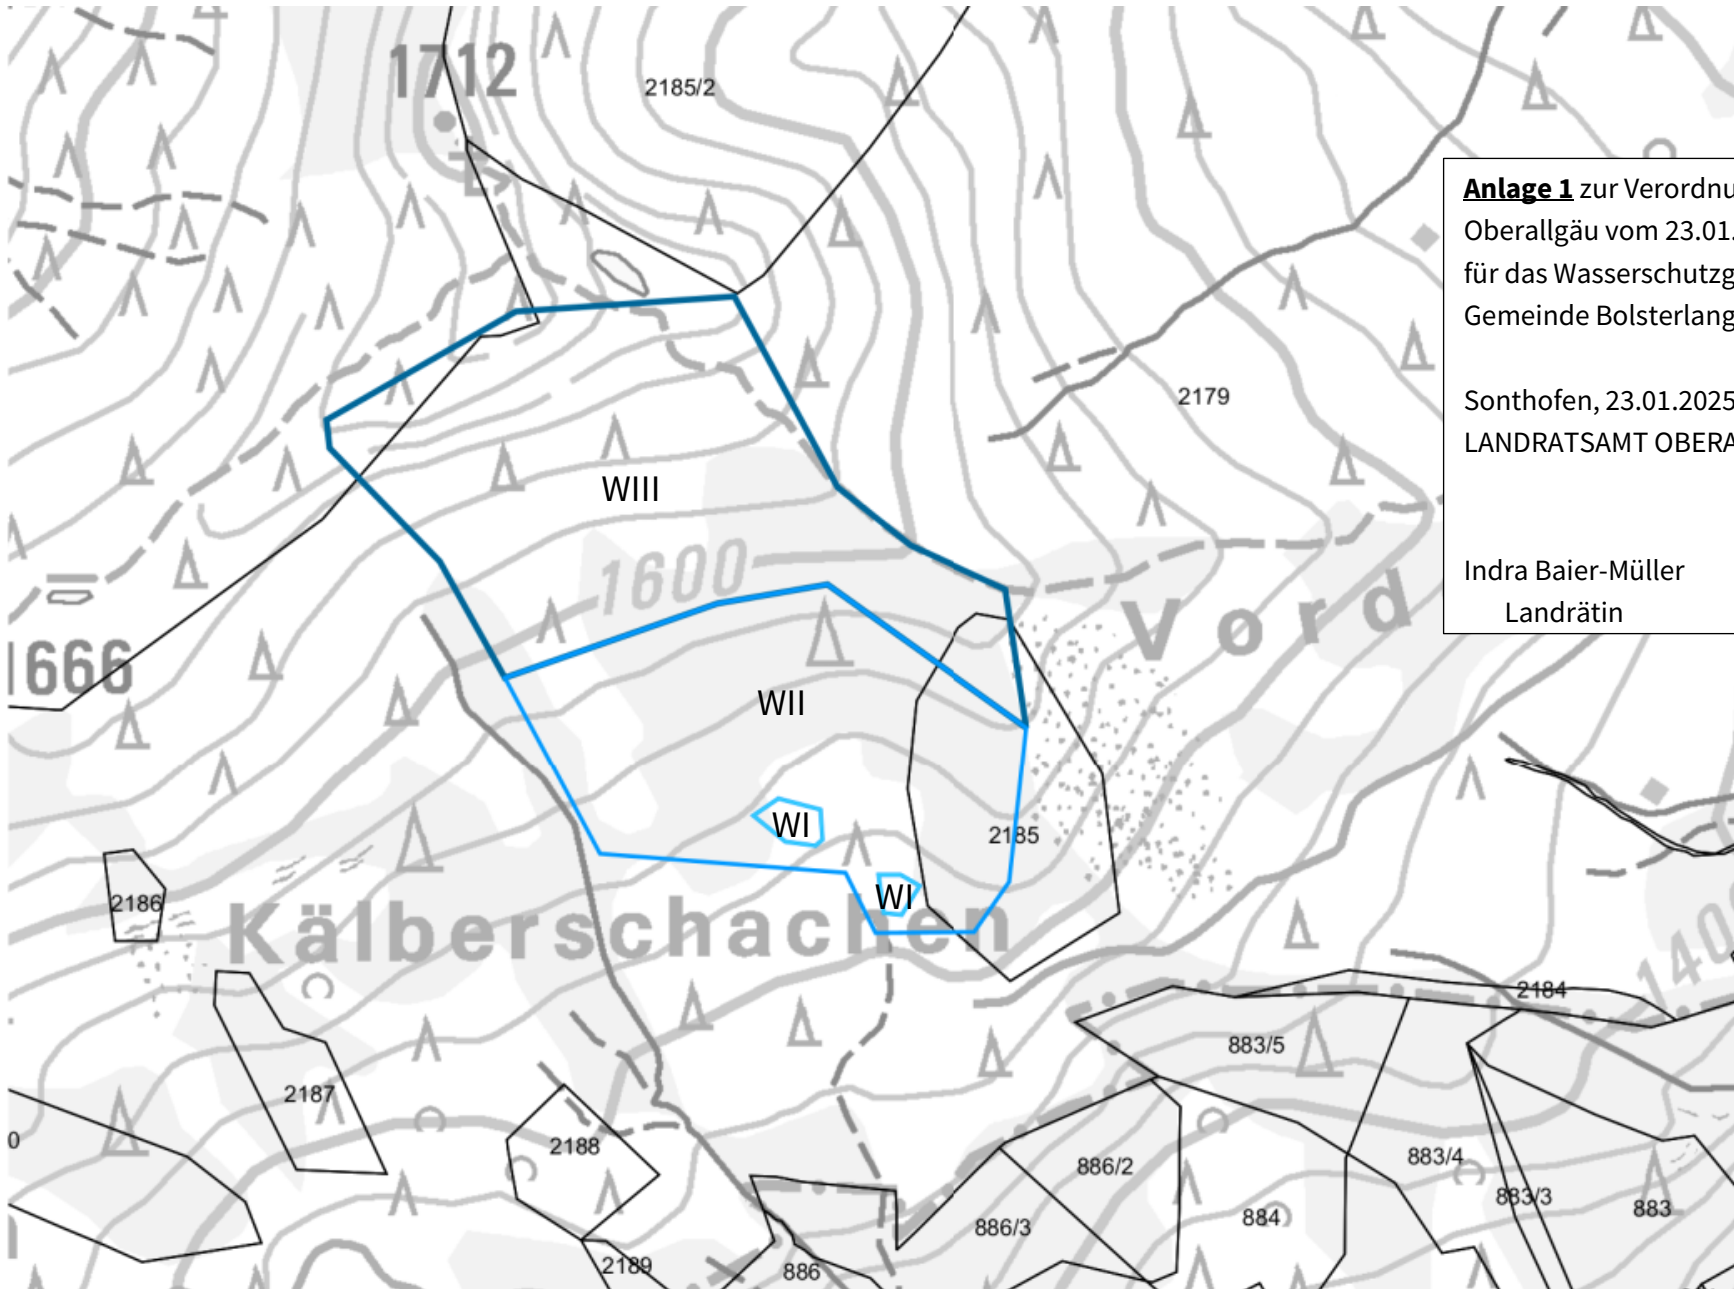 1712
2185/2
Anlage 1 zur Verordnu
Oberallgäu vom 23.01.
für das Wasserschutzg
Gemeinde Bolsterlang
Sonthofen, 23.01.2025
LANDRATSAMT OBERA
Indra Baier-Müller
Landrätin
2179
WIII
1600
Vord
1666
WII
WI
2185
WI
2186
Kälberschachen
2184
140
883/5
2187
0
2188
886/2
883/4
883/3
883
884
886/3
2189
886